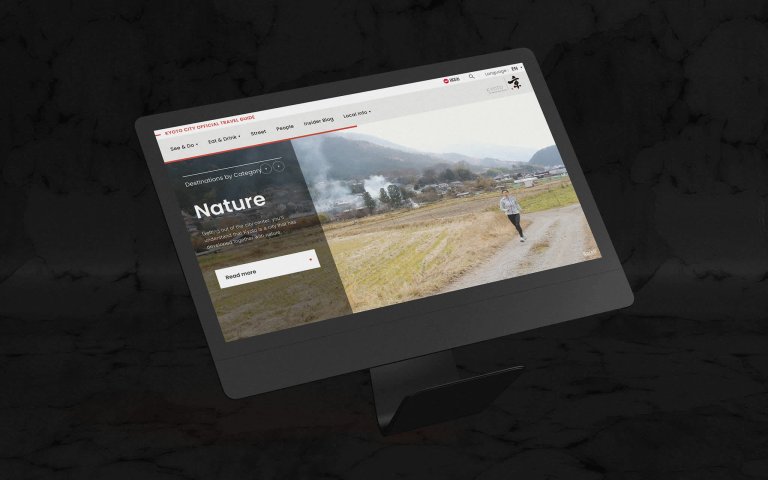 KYOTO CITY OFFICIAL TRAVEL GUIDE
Language : EN
See & Do
Eat & Drink
Street
People
Insider Blog
Local Info
Destinations by Category
Nature
Getting out of the city center, you'll
understand that Kyoto is a city that has
developed together with nature.
Read more